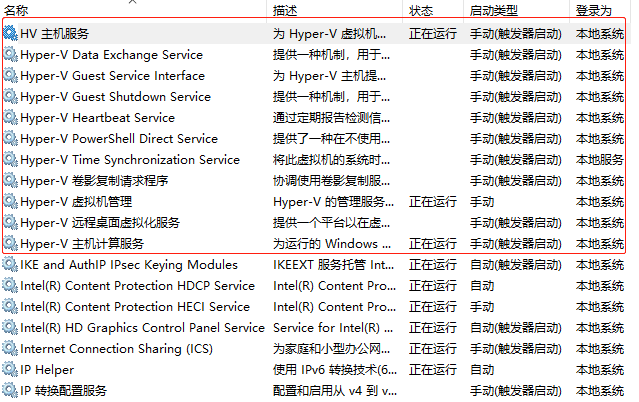 名称 描述 状态 启动类型 登录为
HV 主机服务 为 Hyper-V 虚拟机... 正在运行 手动(触发器启动) 本地系统
Hyper-V Data Exchange Service 提供一种机制，用于... 手动(触发器启动) 本地系统
Hyper-V Guest Service Interface 为 Hyper-V 主机提... 手动(触发器启动) 本地系统
Hyper-V Guest Shutdown Service 提供一种机制，用于... 手动(触发器启动) 本地系统
Hyper-V Heartbeat Service 通过定期报告检测信... 手动(触发器启动) 本地系统
Hyper-V PowerShell Direct Service 提供了一种在不使用... 手动(触发器启动) 本地系统
Hyper-V Time Synchronization Service 将此虚拟机的系统时... 手动(触发器启动) 本地服务
Hyper-V 卷影复制请求程序 协调使用卷影复制服... 手动(触发器启动) 本地系统
Hyper-V 虚拟机管理 Hyper-V 的管理服务... 正在运行 手动 本地系统
Hyper-V 远程桌面虚拟化服务 提供一个平台以在虚... 手动(触发器启动) 本地系统
Hyper-V 主机计算服务 为运行的 Windows ... 正在运行 手动(触发器启动) 本地系统
IKE and AuthIP IPsec Keying Modules IKEEXT 服务托管 Int... 正在运行 自动(触发器启动) 本地系统
Intel(R) Content Protection HDCP Service Intel(R) Content Pro... 正在运行 自动(触发器启动) 本地系统
Intel(R) Content Protection HECI Service Intel(R) Content Pro... 正在运行 手动 本地系统
Intel(R) HD Graphics Control Panel Service Service for Intel(R) ... 正在运行 自动(触发器启动) 本地系统
Internet Connection Sharing (ICS) 为家庭和小型办公网... 正在运行 手动(触发器启动) 本地系统
IP Helper 使用 IPv6 转换技术(6... 正在运行 自动 本地系统
IP 转换配置服务 配置和启用从 v4 到 v... 手动(触发器启动) 本地系统